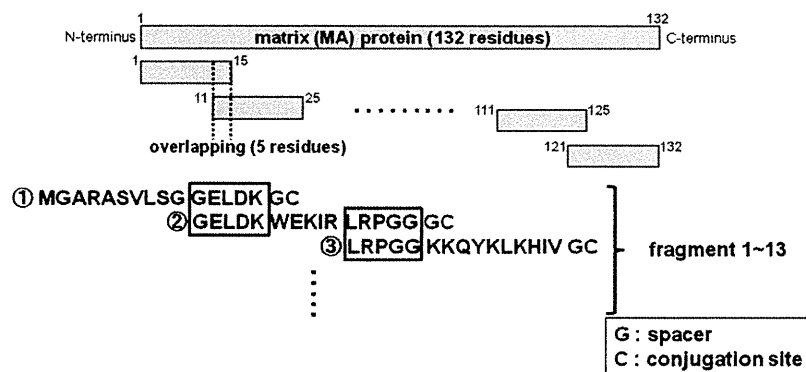 1 132
N-terminus matrix (MA) protein (132 residues) C-terminus
1 15
11 25 111 125
121 132
overlapping (5 residues)
① MGARASVLSG GELDK GC
② GELDK WEKIR LRPGG GC
③ LRPGG KKQYKLKHIV GC
fragment 1~13
G : spacer
C : conjugation site